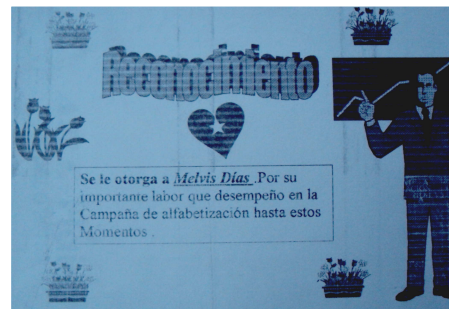 Reconocimiento
Se le otorga a Melvis Días .Por su
importante labor que desempeño en la
Campaña de alfabetización hasta estos
Momentos .